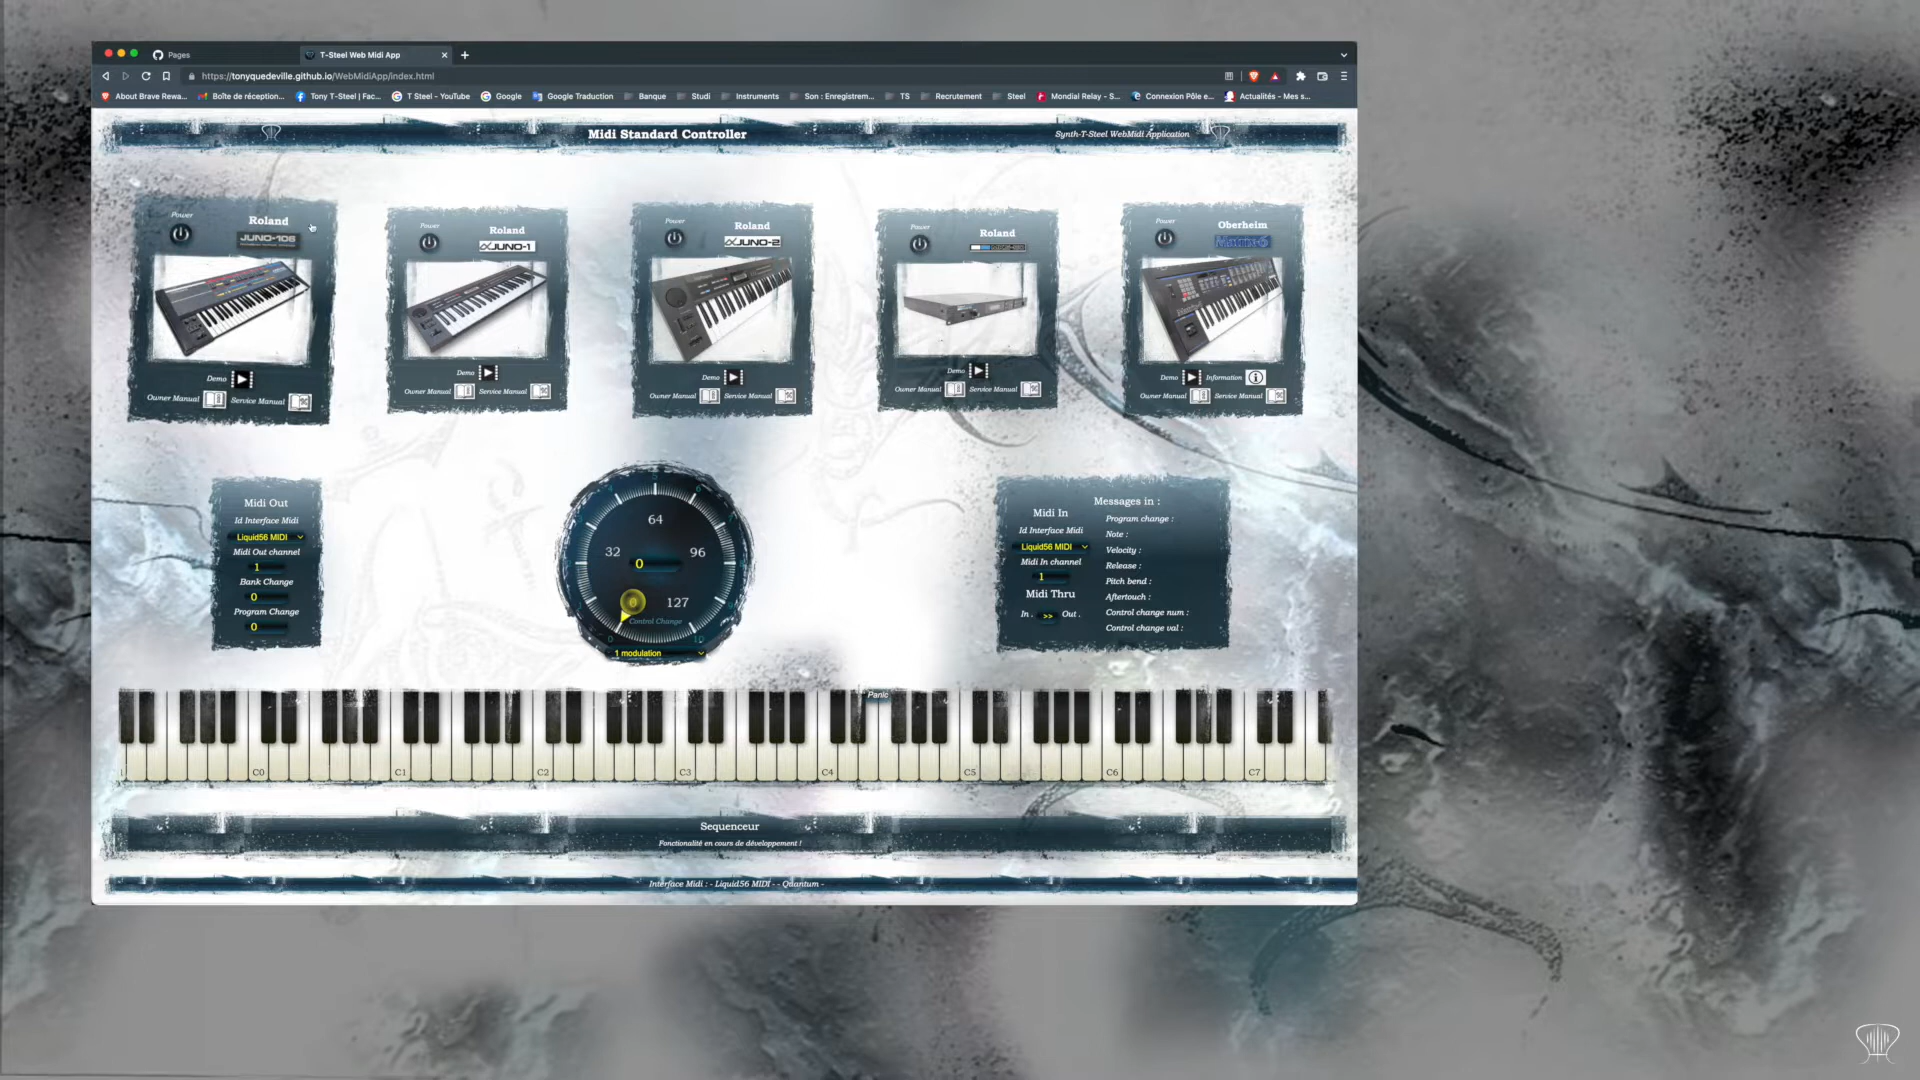 Pages
T-Steel Web Midi App
https://tonyquedeville.github.io/WebMidiApp/index.html
About Brave Rewa...
Boîte de réception...
Tony T-Steel | Fac...
T Steel - YouTube
Google
Google Traduction
Banque
Studi
Instruments
Son : Enregistrem...
TS
Recrutement
Steel
Mondial Relay - S...
Connexion Pôle e...
Actualités - Mes s...
Midi Standard Controller
Synth-T-Steel WebMidi Application
Power
Roland
JUNO-106
Demo
Owner Manual
Service Manual
Power
Roland
αJUNO-1
Demo
Owner Manual
Service Manual
Power
Roland
αJUNO-2
Demo
Owner Manual
Service Manual
Power
Roland
Demo
Owner Manual
Service Manual
Power
Oberheim
Demo
Information
Owner Manual
Service Manual
Midi Out
Id Interface Midi
Liquid56 MIDI
Midi Out channel
1
Bank Change
0
Program Change
0
64
32
96
0
0
127
Control Change
0
10
1 modulation
Midi In
Id Interface Midi
Liquid56 MIDI
Midi In channel
1
Midi Thru
In . >> Out .
Messages in :
Program change :
Note :
Velocity :
Release :
Pitch bend :
Aftertouch :
Control change num :
Control change val :
Panic
C0
C1
C2
C3
C4
C5
C6
C7
Sequenceur
Fonctionalité en cours de développement !
Interface Midi : - Liquid56 MIDI - - Quantum -